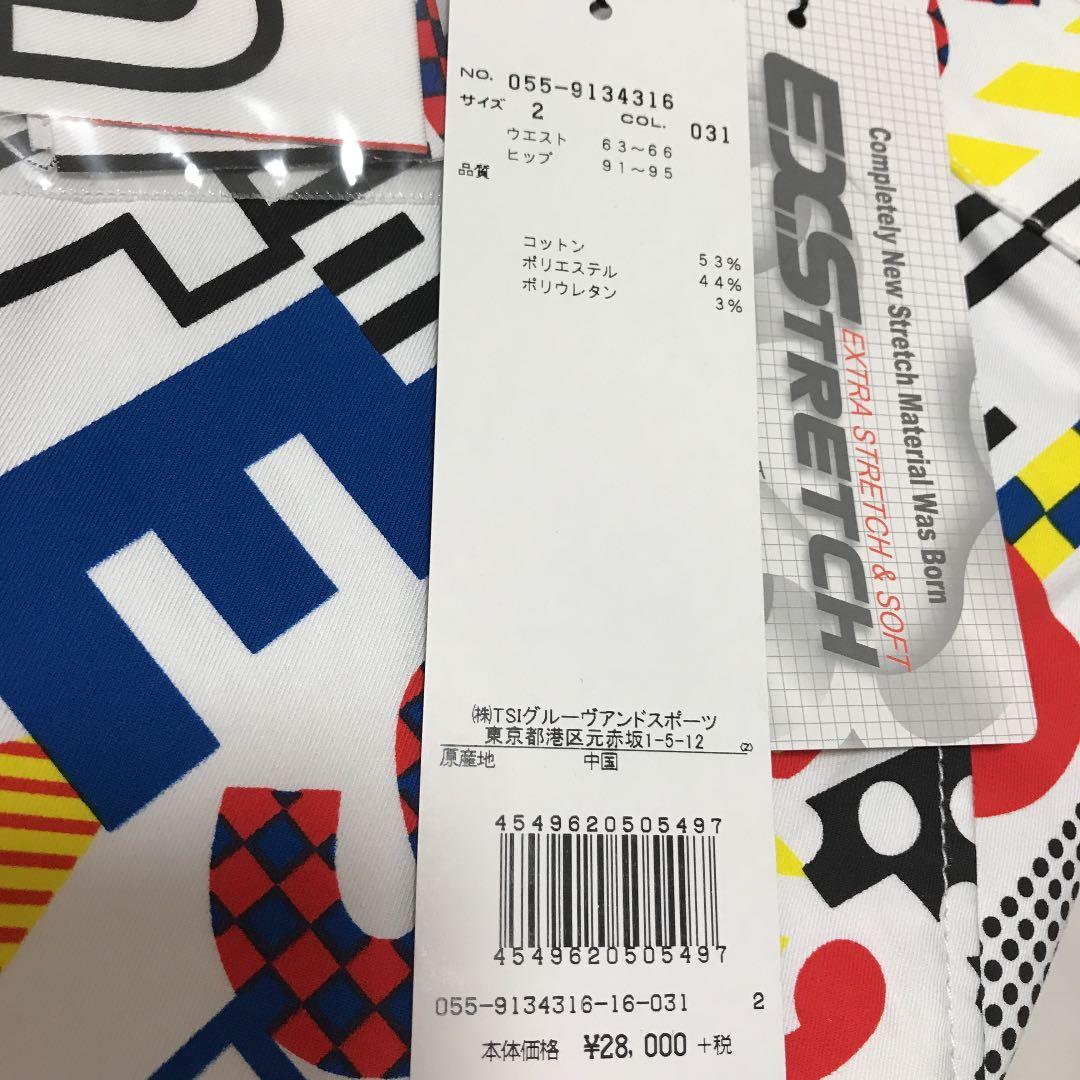 NO. 055-9134316
サイズ 2 COL. 031
ウエスト 63～66
ヒップ 91～95
品質
コットン 53%
ポリエステル 44%
ポリウレタン 3%
㈱TSIグルーヴアンドスポーツ
東京都港区元赤坂1-5-12 (Z)
原産地 中国
4549620505497
4549620505497
055-9134316-16-031 2
本体価格 ¥28,000 +税
EXSTRETCH
EXTRA STRETCH & SOFT
Completely New Stretch Material Was Born
E